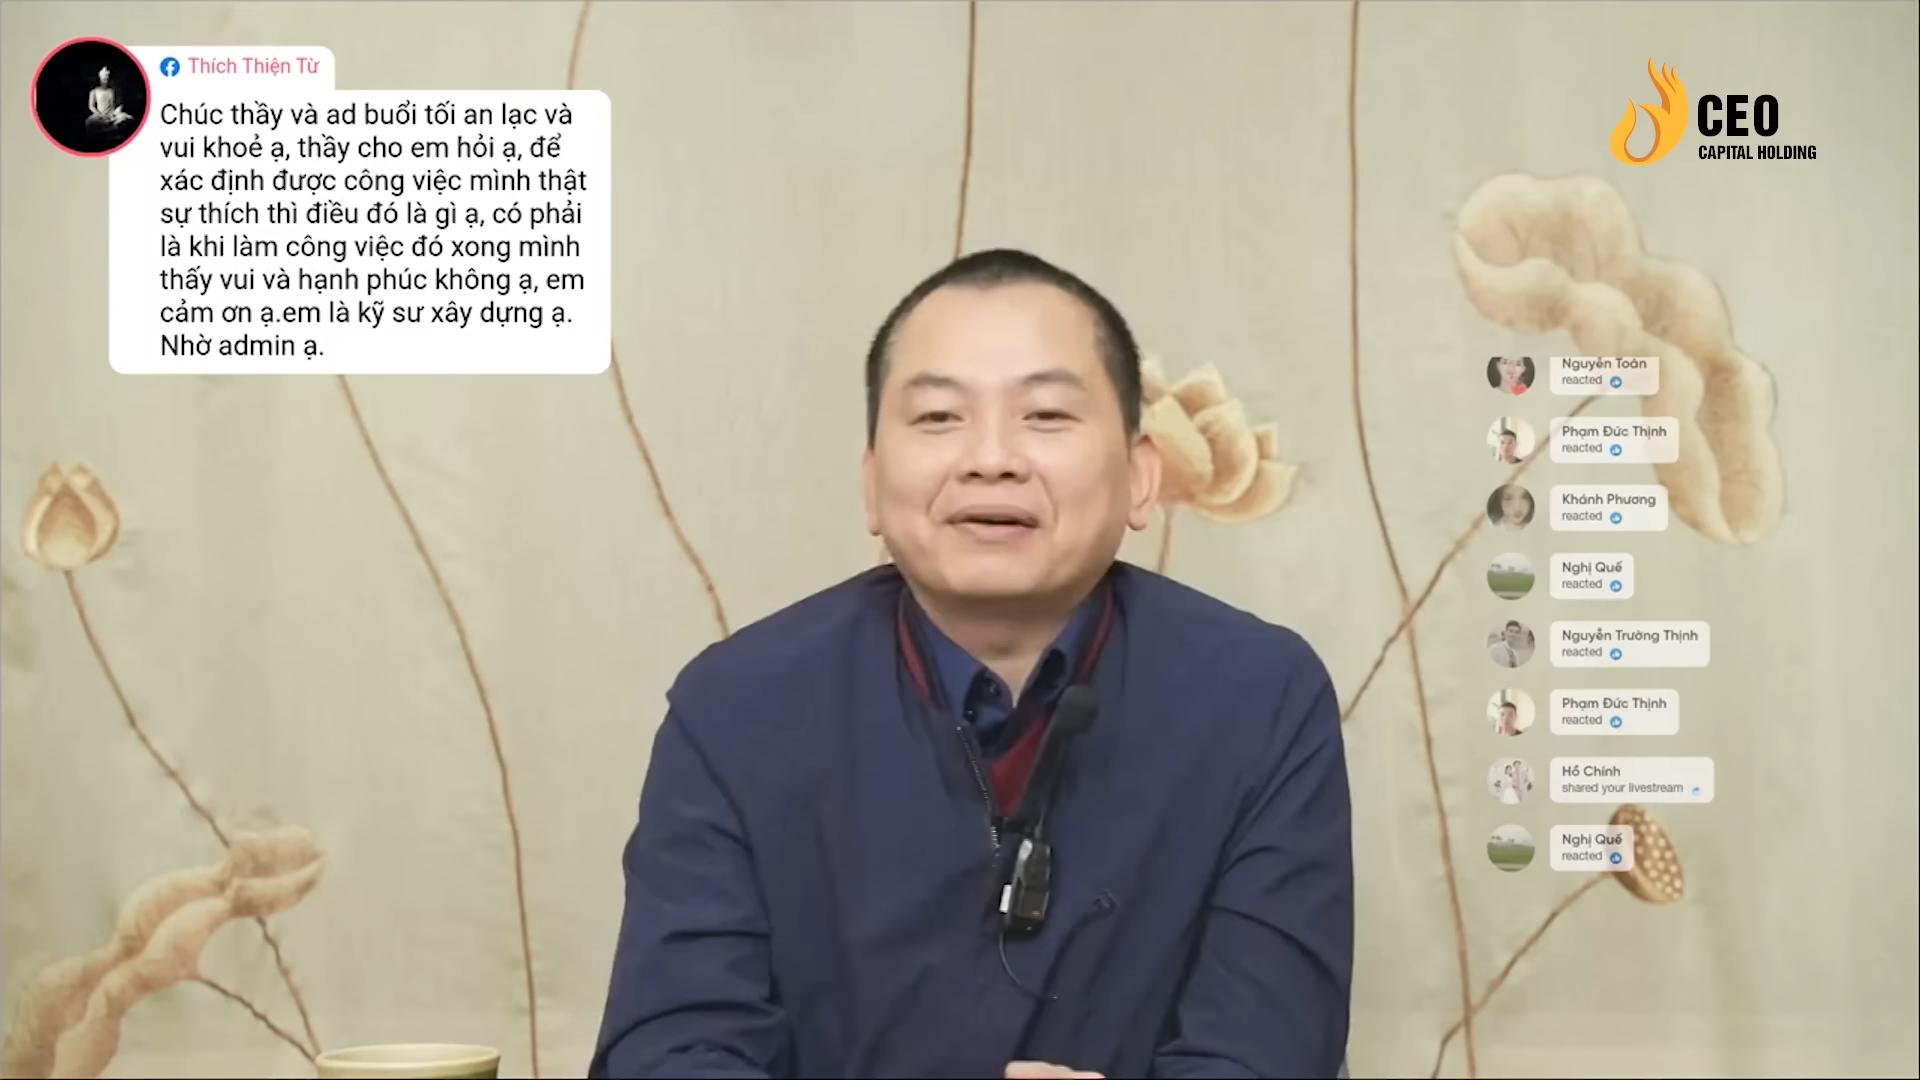 Thích Thiện Từ
Chúc thầy và ad buổi tối an lạc và
vui khoẻ ạ, thầy cho em hỏi ạ, để
xác định được công việc mình thật
sự thích thì điều đó là gì ạ, có phải
là khi làm công việc đó xong mình
thấy vui và hạnh phúc không ạ, em
cảm ơn ạ.em là kỹ sư xây dựng ạ.
Nhờ admin ạ.
CEO
CAPITAL HOLDING
Nguyễn Toán
reacted
Phạm Đức Thịnh
reacted
Khánh Phương
reacted
Nghị Quế
reacted
Nguyễn Trường Thịnh
reacted
Phạm Đức Thịnh
reacted
Hồ Chính
shared your livestream
Nghị Quế
reacted